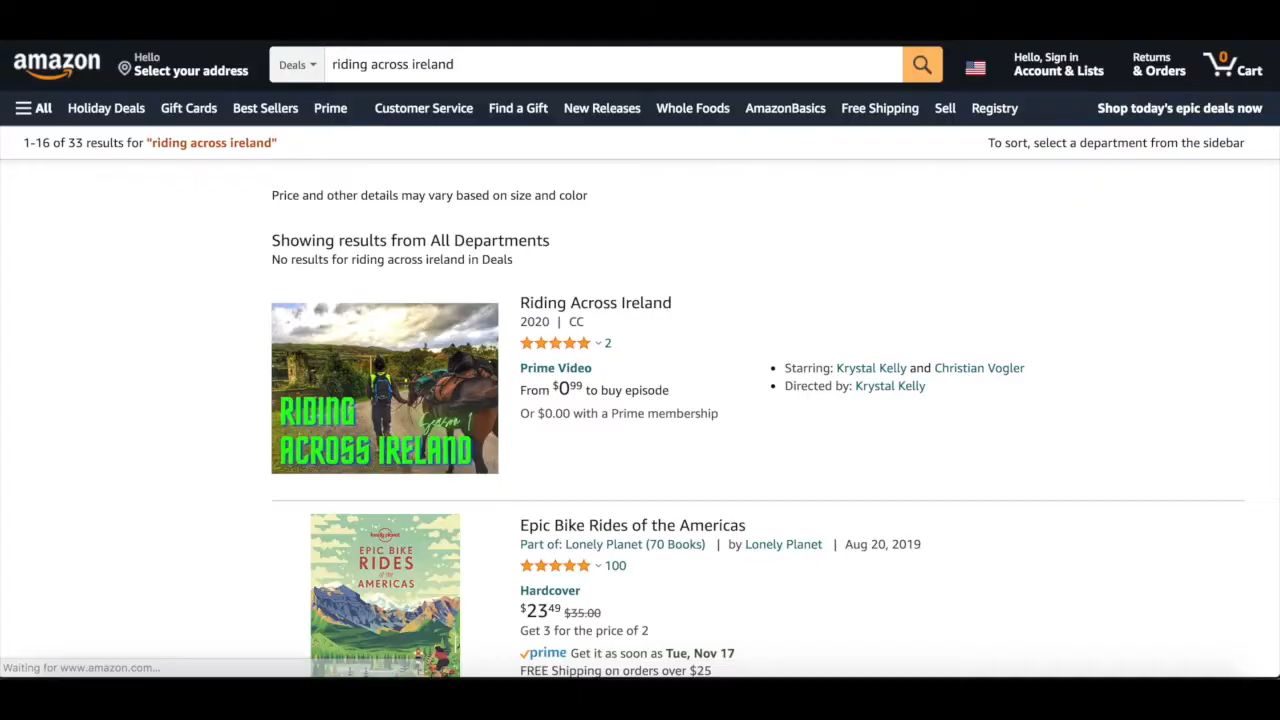 amazon
Hello
Select your address
Deals
riding across ireland
Hello, Sign in
Account & Lists
Returns
& Orders
0
Cart
All
Holiday Deals
Gift Cards
Best Sellers
Prime
Customer Service
Find a Gift
New Releases
Whole Foods
AmazonBasics
Free Shipping
Sell
Registry
Shop today's epic deals now
1-16 of 33 results for "riding across ireland"
To sort, select a department from the sidebar
Price and other details may vary based on size and color
Showing results from All Departments
No results for riding across ireland in Deals
RIDING
Season 1
ACROSS IRELAND
Riding Across Ireland
2020 | CC
2
Prime Video
From $0.99 to buy episode
Or $0.00 with a Prime membership
Starring: Krystal Kelly and Christian Vogler
Directed by: Krystal Kelly
lonely planet
EPIC BIKE
RIDES
of the
AMERICAS
Epic Bike Rides of the Americas
Part of: Lonely Planet (70 Books) | by Lonely Planet | Aug 20, 2019
100
Hardcover
$23.49 $35.00
Get 3 for the price of 2
prime Get it as soon as Tue, Nov 17
FREE Shipping on orders over $25
Waiting for www.amazon.com...